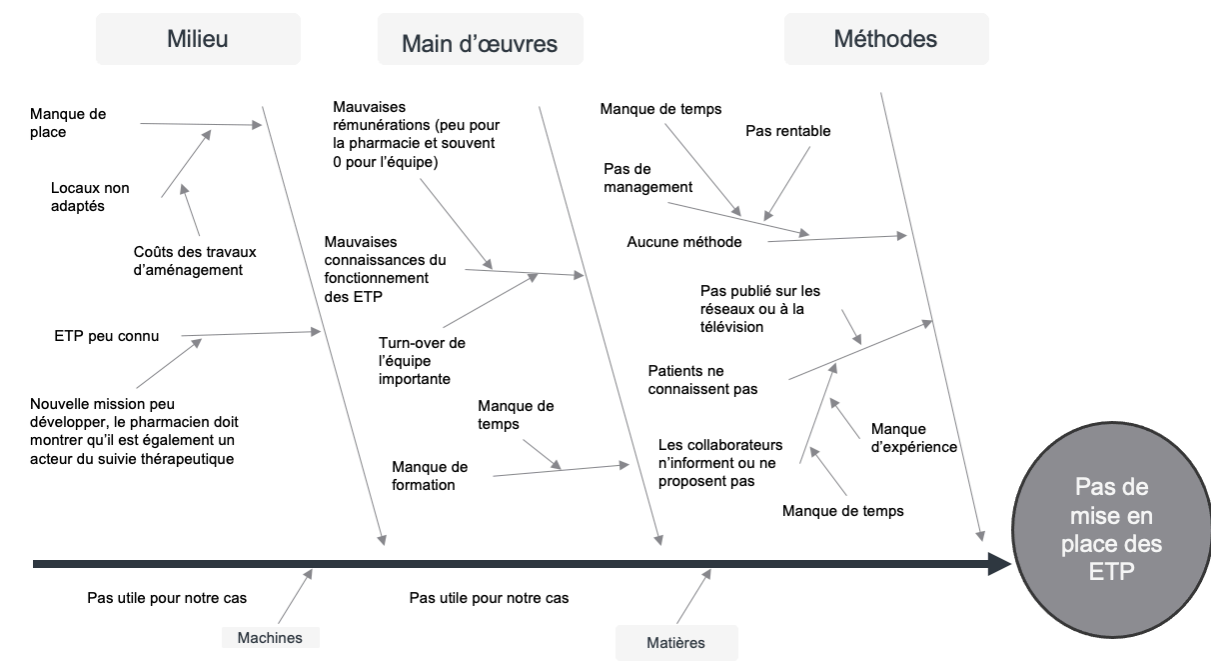 Milieu
Main d’œuvres
Méthodes
Manque de
place
Locaux non
adaptés
Coûts des travaux
d’aménagement
ETP peu connu
Nouvelle mission peu
développer, le pharmacien doit
montrer qu’il est également un
acteur du suivie thérapeutique
Mauvaises
rémunérations (peu pour
la pharmacie et souvent
0 pour l’équipe)
Mauvaises
connaissances du
fonctionnement
des ETP
Turn-over de
l’équipe
importante
Manque de
temps
Manque de
formation
Manque de temps
Pas rentable
Pas de
management
Aucune méthode
Pas publié sur les
réseaux ou à la
télévision
Patients ne
connaissent pas
Manque
d’expérience
Les collaborateurs
n’informent ou ne
proposent pas
Manque de temps
Pas de
mise en
place des
ETP
Pas utile pour notre cas
Machines
Pas utile pour notre cas
Matières